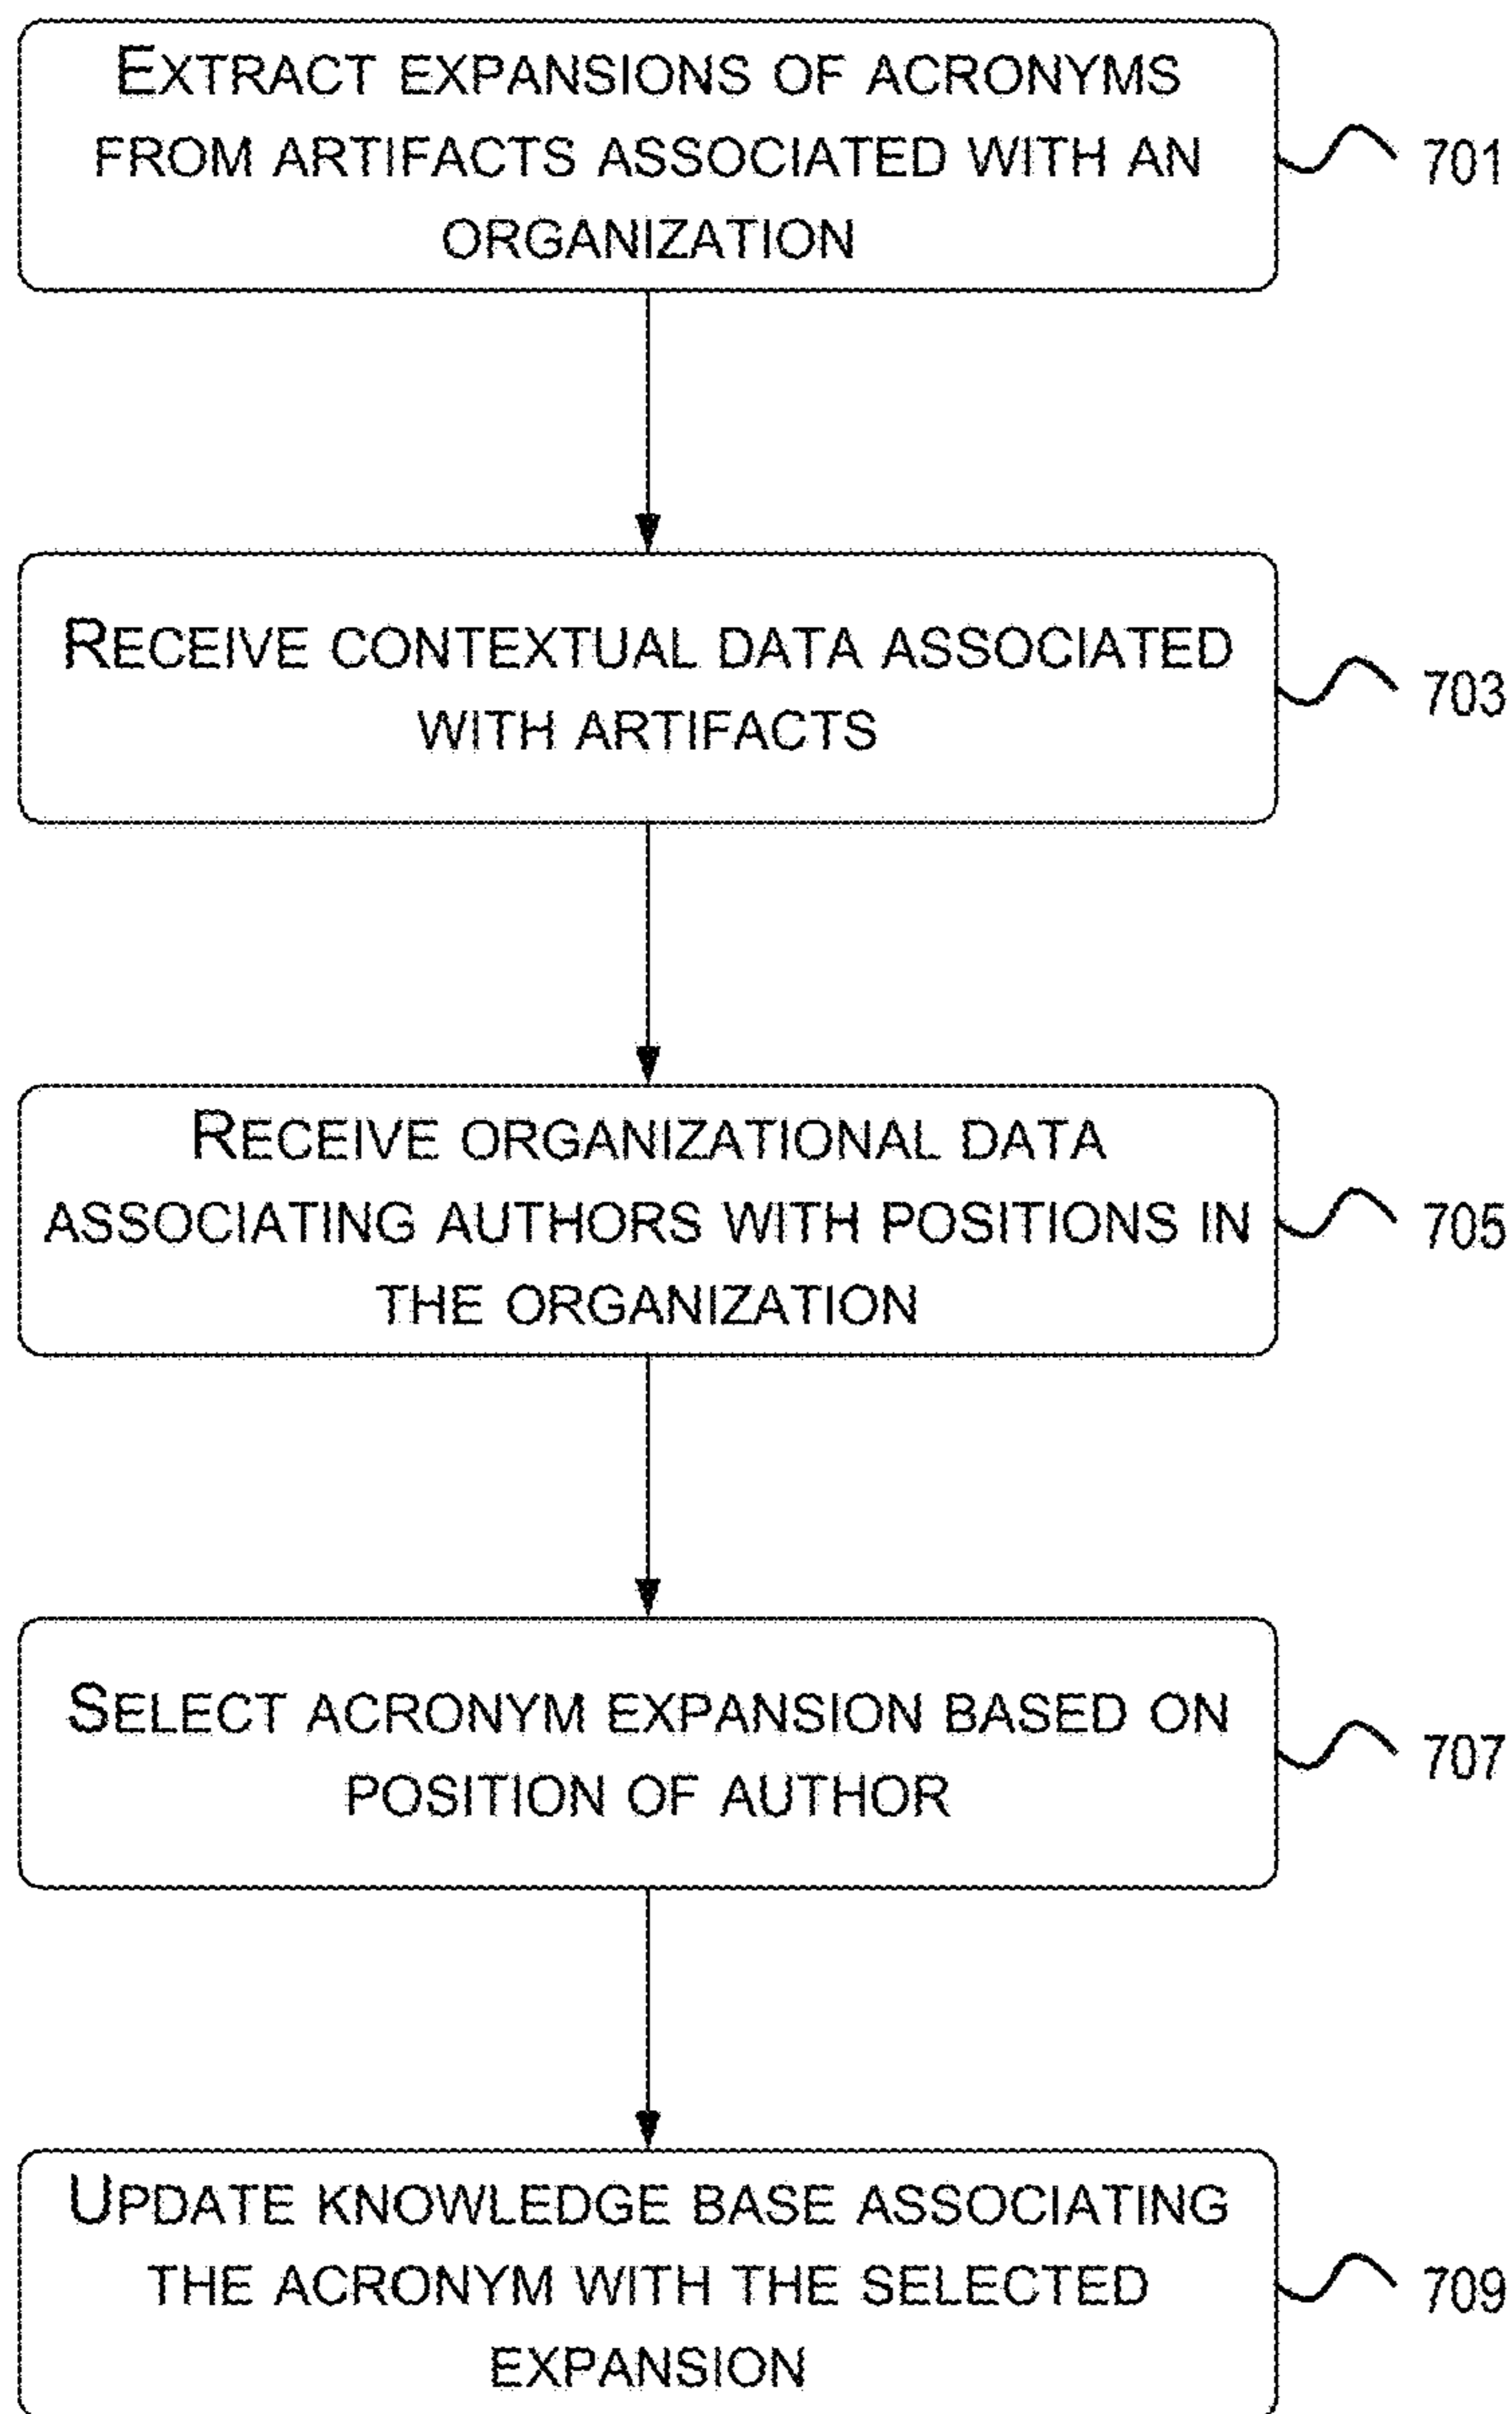 EXTRACT EXPANSIONS OF ACRONYMS
FROM ARTIFACTS ASSOCIATED WITH AN
ORGANIZATION
701
RECEIVE CONTEXTUAL DATA ASSOCIATED
WITH ARTIFACTS
703
RECEIVE ORGANIZATIONAL DATA
ASSOCIATING AUTHORS WITH POSITIONS IN
THE ORGANIZATION
705
SELECT ACRONYM EXPANSION BASED ON
POSITION OF AUTHOR
707
UPDATE KNOWLEDGE BASE ASSOCIATING
THE ACRONYM WITH THE SELECTED
EXPANSION
709